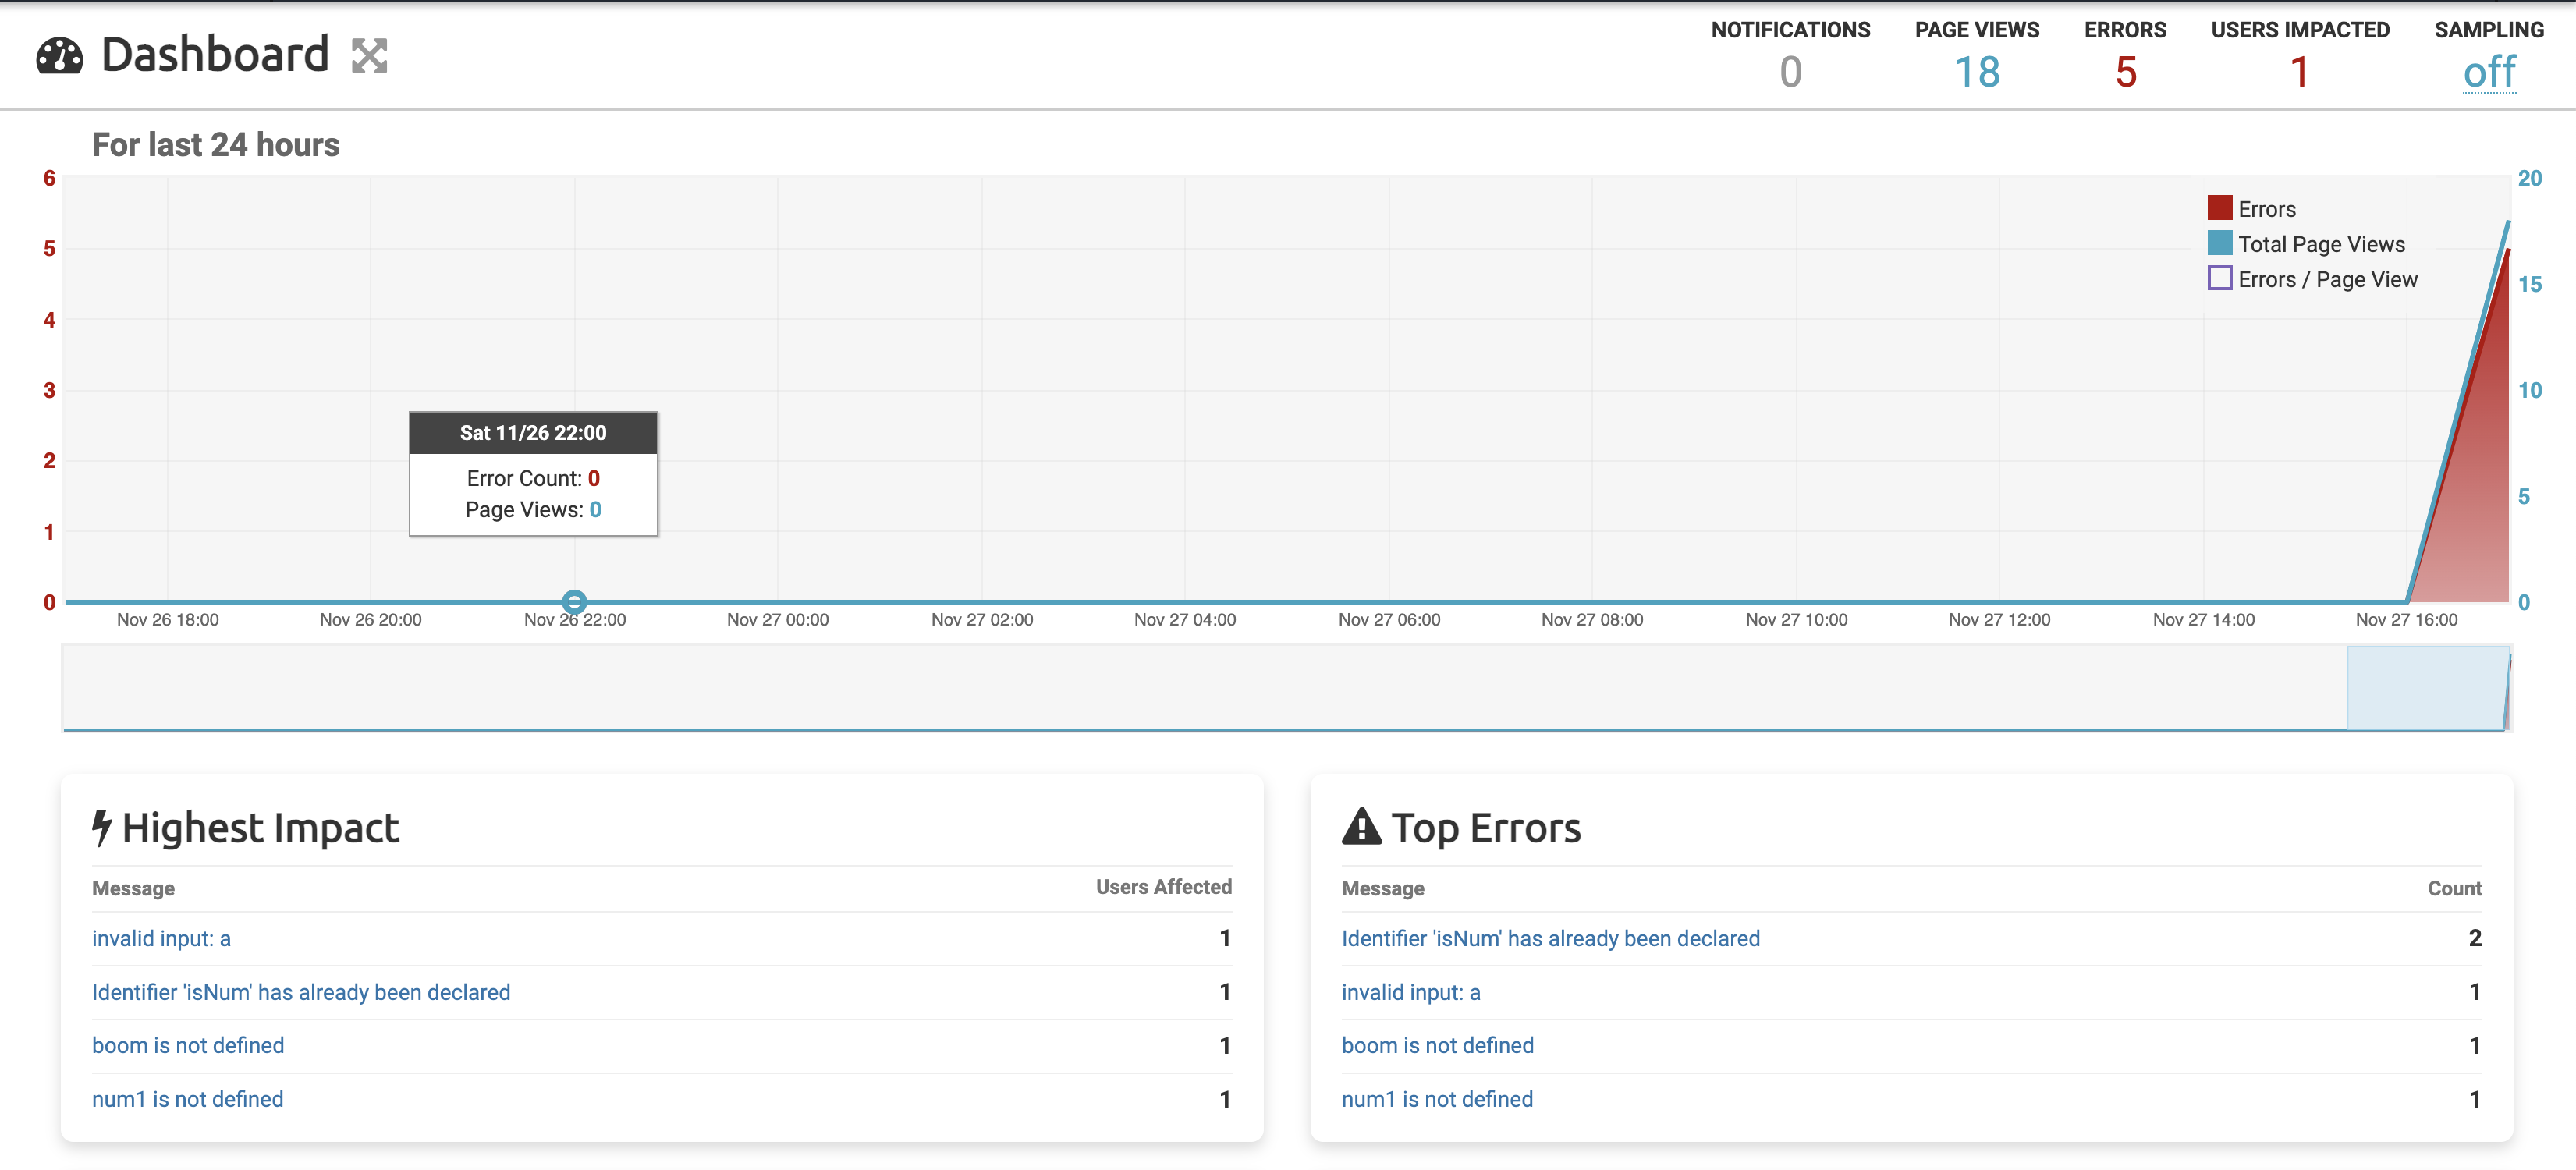 Dashboard
NOTIFICATIONS PAGE VIEWS ERRORS USERS IMPACTED SAMPLING
0 18 5 1 off
For last 24 hours
6 20
Errors
5 Total Page Views
Errors / Page View 15
4
3 10
Sat 11/26 22:00
2
Error Count: 0
5
Page Views: 0
1
0 0
Nov 26 18:00 Nov 26 20:00 Nov 26 22:00 Nov 27 00:00 Nov 27 02:00 Nov 27 04:00 Nov 27 06:00 Nov 27 08:00 Nov 27 10:00 Nov 27 12:00 Nov 27 14:00 Nov 27 16:00
Highest Impact
Message Users Affected
invalid input: a 1
Identifier 'isNum' has already been declared 1
boom is not defined 1
num1 is not defined 1
Top Errors
Message Count
Identifier 'isNum' has already been declared 2
invalid input: a 1
boom is not defined 1
num1 is not defined 1